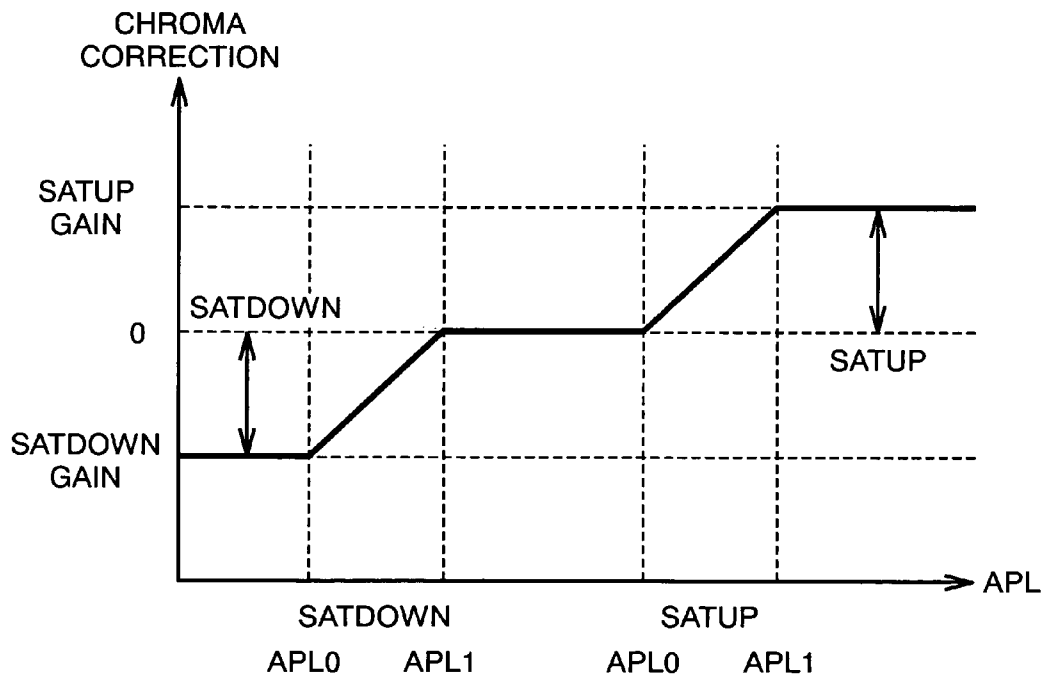 CHROMA
CORRECTION
SATUP
GAIN
SATDOWN
0
SATUP
SATDOWN
GAIN
APL
SATDOWN SATUP
APL0 APL1 APL0 APL1